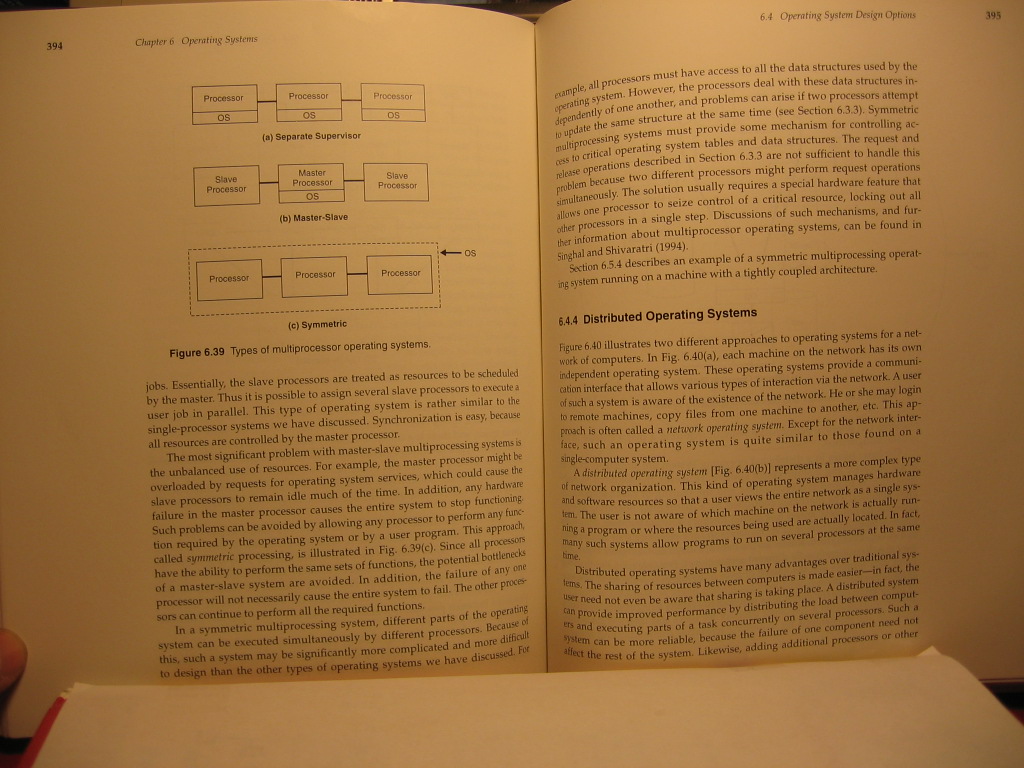 394
Chapter 6 Operating Systems
Processor Processor Processor
OS OS OS
(a) Separate Supervisor
Slave Processor Master Processor Slave Processor
OS
(b) Master-Slave
OS
Processor Processor Processor
(c) Symmetric
Figure 6.39 Types of multiprocessor operating systems.
jobs. Essentially, the slave processors are treated as resources to be scheduled
by the master. Thus it is possible to assign several slave processors to execute a
user job in parallel. This type of operating system is rather similar to the
single-processor systems we have discussed. Synchronization is easy, because
all resources are controlled by the master processor.
The most significant problem with master-slave multiprocessing systems is
the unbalanced use of resources. For example, the master processor might be
overloaded by requests for operating system services, which could cause the
slave processors to remain idle much of the time. In addition, any hardware
failure in the master processor causes the entire system to stop functioning.
Such problems can be avoided by allowing any processor to perform any func-
tion required by the operating system or by a user program. This approach,
called symmetric processing, is illustrated in Fig. 6.39(c). Since all processors
have the ability to perform the same sets of functions, the potential bottlenecks
of a master-slave system are avoided. In addition, the failure of any one
processor will not necessarily cause the entire system to fail. The other proces-
sors can continue to perform all the required functions.
In a symmetric multiprocessing system, different parts of the operating
system can be executed simultaneously by different processors. Because of
this, such a system may be significantly more complicated and more difficult
to design than the other types of operating systems we have discussed. For
6.4 Operating System Design Options
395
example, all processors must have access to all the data structures used by the
operating system. However, the processors deal with these data structures in-
dependently of one another, and problems can arise if two processors attempt
to update the same structure at the same time (see Section 6.3.3). Symmetric
multiprocessing systems must provide some mechanism for controlling ac-
cess to critical operating system tables and data structures. The request and
release operations described in Section 6.3.3 are not sufficient to handle this
problem because two different processors might perform request operations
simultaneously. The solution usually requires a special hardware feature that
allows one processor to seize control of a critical resource, locking out all
other processors in a single step. Discussions of such mechanisms, and fur-
ther information about multiprocessor operating systems, can be found in
Singhal and Shivaratri (1994).
Section 6.5.4 describes an example of a symmetric multiprocessing operat-
ing system running on a machine with a tightly coupled architecture.
6.4.4 Distributed Operating Systems
Figure 6.40 illustrates two different approaches to operating systems for a net-
work of computers. In Fig. 6.40(a), each machine on the network has its own
independent operating system. These operating systems provide a communi-
cation interface that allows various types of interaction via the network. A user
of such a system is aware of the existence of the network. He or she may login
to remote machines, copy files from one machine to another, etc. This ap-
proach is often called a network operating system. Except for the network inter-
face, such an operating system is quite similar to those found on a
single-computer system.
A distributed operating system [Fig. 6.40(b)] represents a more complex type
of network organization. This kind of operating system manages hardware
and software resources so that a user views the entire network as a single sys-
tem. The user is not aware of which machine on the network is actually run-
ning a program or where the resources being used are actually located. In fact,
many such systems allow programs to run on several processors at the same
time.
Distributed operating systems have many advantages over traditional sys-
tems. The sharing of resources between computers is made easier—in fact, the
user need not even be aware that sharing is taking place. A distributed system
can provide improved performance by distributing the load between comput-
ers and executing parts of a task concurrently on several processors. Such a
system can be more reliable, because the failure of one component need not
affect the rest of the system. Likewise, adding additional processors or other